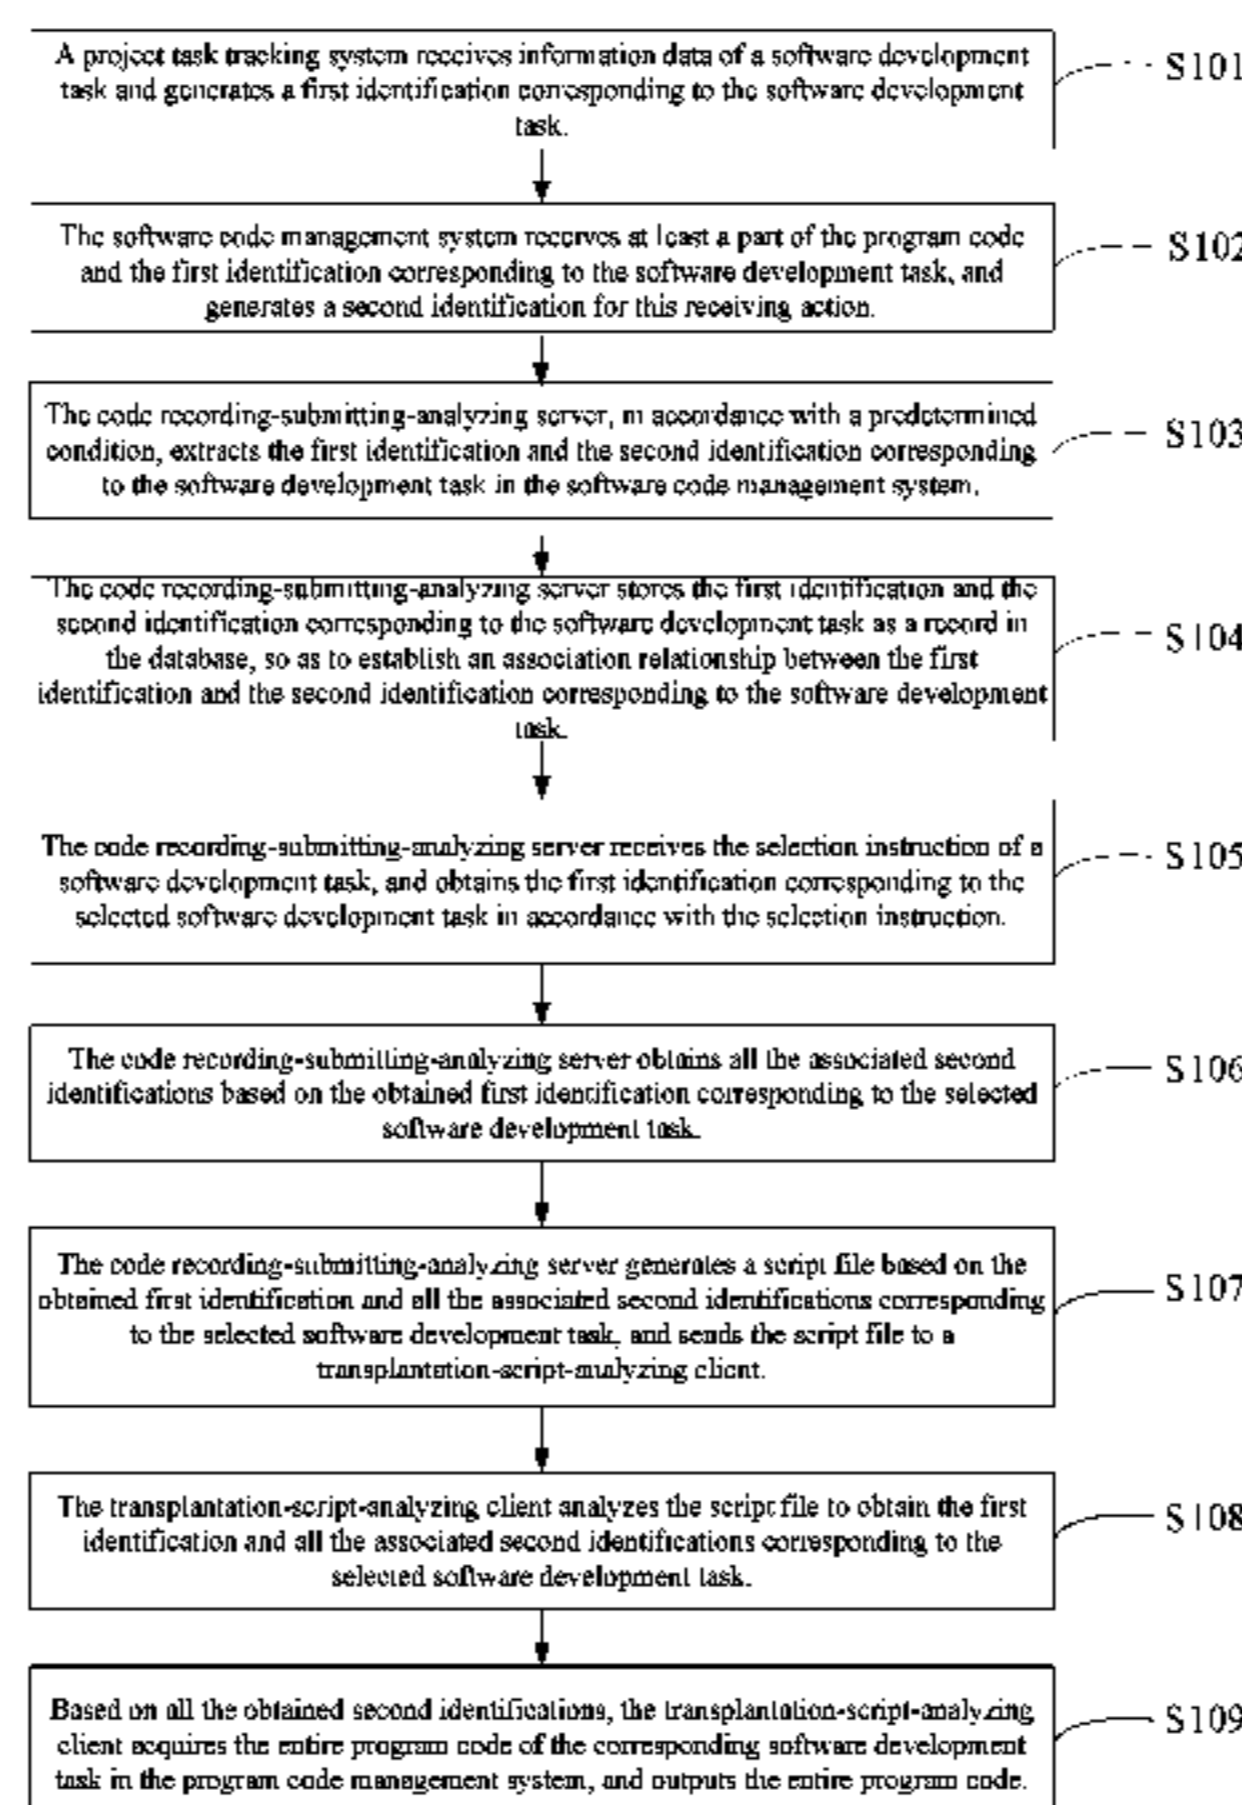 A project task tracking system receives information data of a software development
task and generates a first identification corresponding to the software development
task.
S101
The software code management system receives at least a part of the program code
and the first identification corresponding to the software development task, and
generates a second identification for this receiving action.
S102
The code recording-submitting-analyzing server, in accordance with a predetermined
condition, extracts the first identification and the second identification corresponding
to the software development task in the software code management system.
S103
The code recording-submitting-analyzing server stores the first identification and the
second identification corresponding to the software development task as a record in
the database, so as to establish an association relationship between the first
identification and the second identification corresponding to the software development
task.
S104
The code recording-submitting-analyzing server receives the selection instruction of a
software development task, and obtains the first identification corresponding to the
selected software development task in accordance with the selection instruction.
S105
The code recording-submitting-analyzing server obtains all the associated second
identifications based on the obtained first identification corresponding to the selected
software development task.
S106
The code recording-submitting-analyzing server generates a script file based on the
obtained first identification and all the associated second identifications corresponding
to the selected software development task, and sends the script file to a
transplantation-script-analyzing client.
S107
The transplantation-script-analyzing client analyzes the script file to obtain the first
identification and all the associated second identifications corresponding to the
selected software development task.
S108
Based on all the obtained second identifications, the transplantation-script-analyzing
client acquires the entire program code of the corresponding software development
task in the program code management system, and outputs the entire program code.
S109